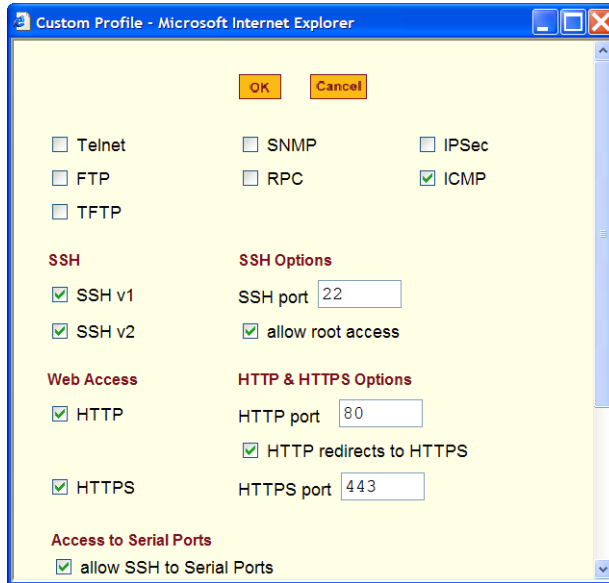 Custom Profile - Microsoft Internet Explorer
OK Cancel
Telnet SNMP IPSec
FTP RPC ICMP
TFTP
SSH SSH Options
SSH v1 SSH port 22
SSH v2 allow root access
Web Access HTTP & HTTPS Options
HTTP HTTP port 80
HTTP redirects to HTTPS
HTTPS HTTPS port 443
Access to Serial Ports
allow SSH to Serial Ports